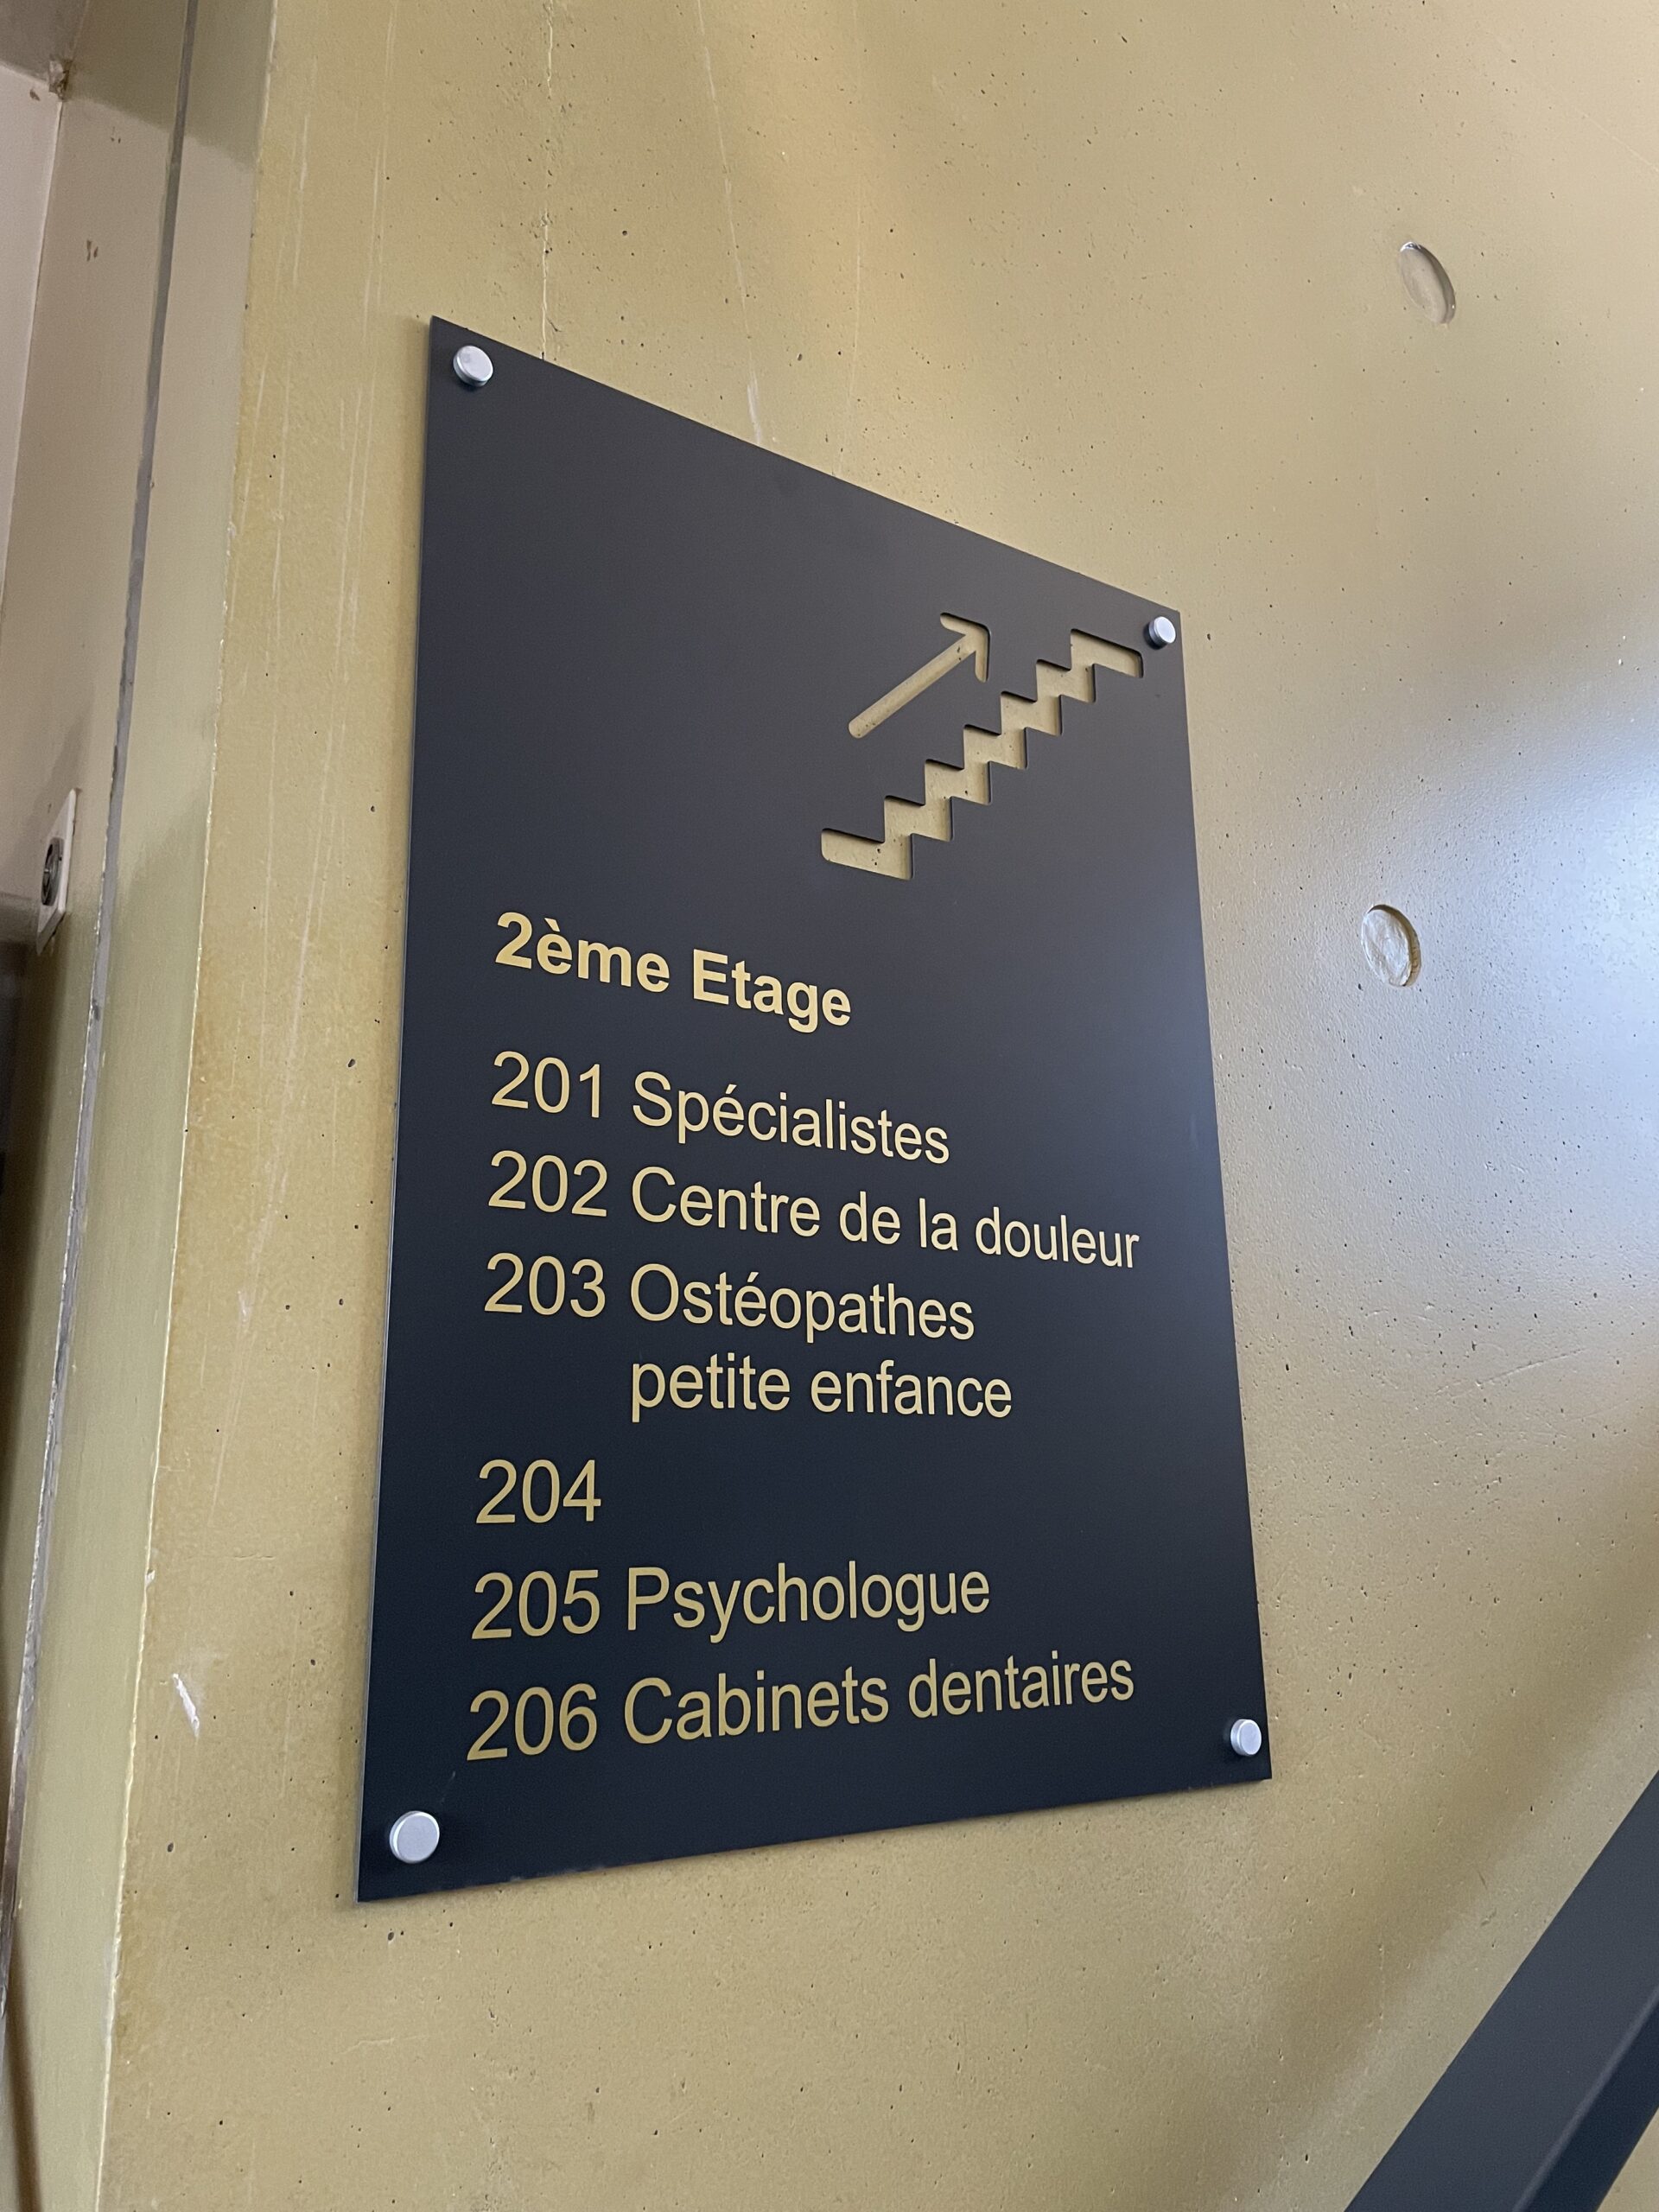 2ème Etage
201 Spécialistes
202 Centre de la douleur
203 Ostéopathes
petite enfance
204
205 Psychologue
206 Cabinets dentaires